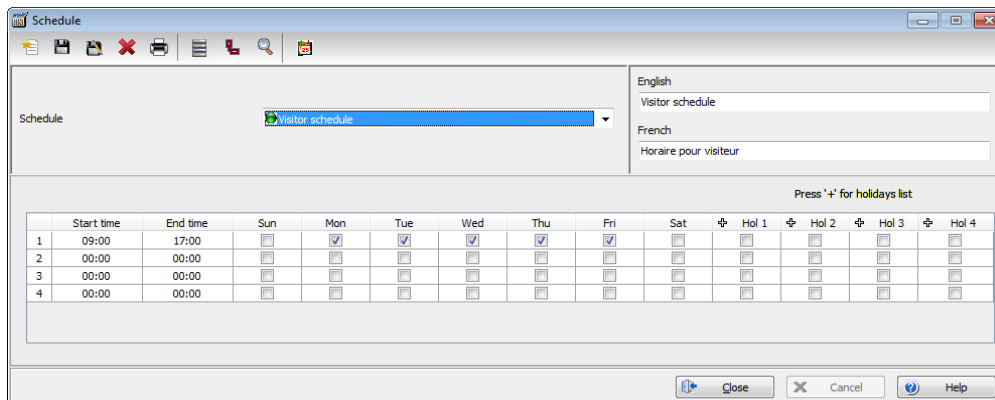 Schedule
English
Visitor schedule
Schedule Visitor schedule
French
Horaire pour visiteur
Press '+' for holidays list
Start time End time Sun Mon Tue Wed Thu Fri Sat Hol 1 Hol 2 Hol 3 Hol 4
1 09:00 17:00
2 00:00 00:00
3 00:00 00:00
4 00:00 00:00
Close Cancel Help